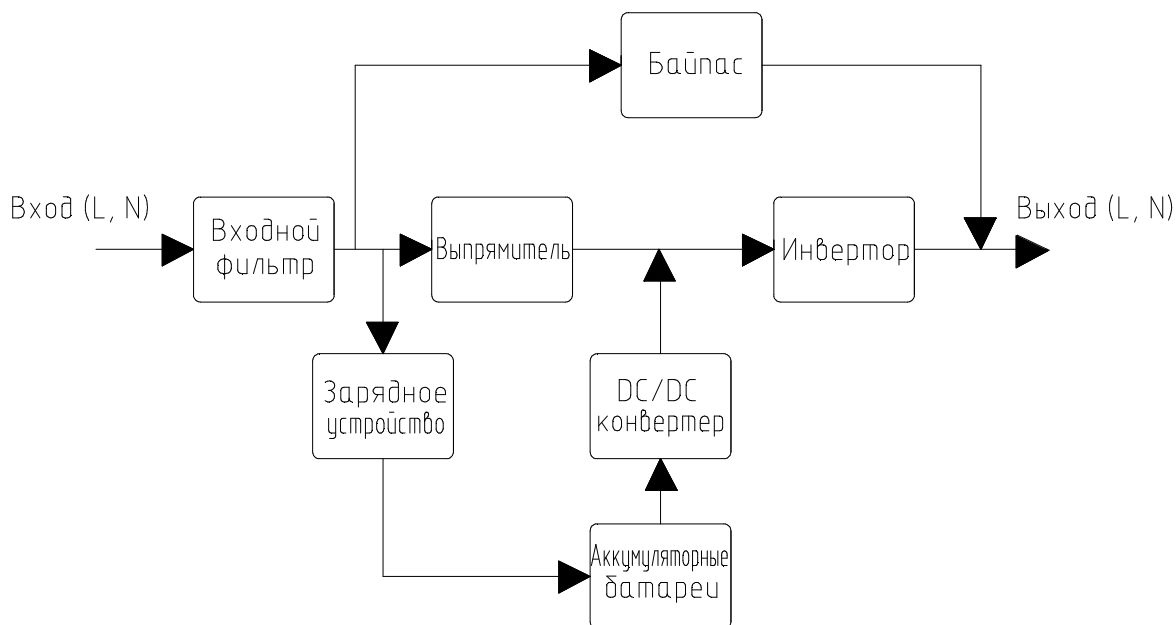 Байпас
Вход (L, N)
Входной
фильтр
Выпрямитель
Инвертор
Выход (L, N)
Зарядное
устройство
DC/DC
конвертер
Аккумуляторные
батареи